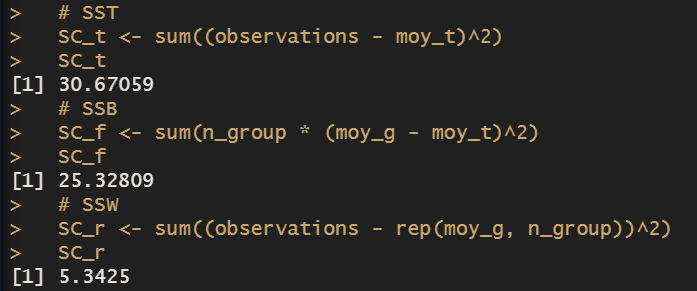 >   # SST
>   SC_t <- sum((observations - moy_t)^2)
>   SC_t
[1] 30.67059
>   # SSB
>   SC_f <- sum(n_group * (moy_g - moy_t)^2)
>   SC_f
[1] 25.32809
>   # SSW
>   SC_r <- sum((observations - rep(moy_g, n_group))^2)
>   SC_r
[1] 5.3425